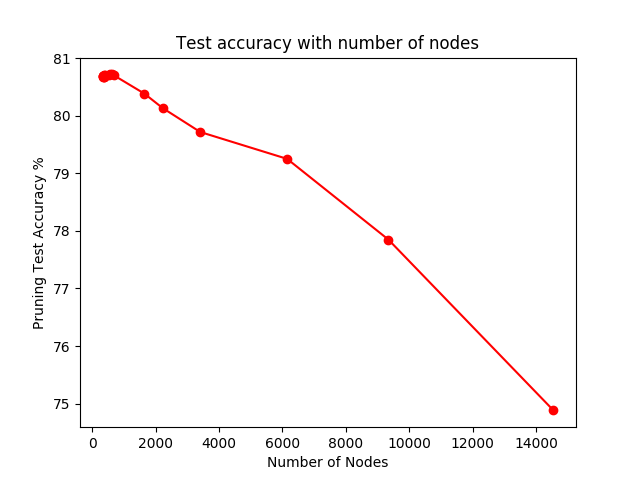 Test accuracy with number of nodes
81
80
79
78
77
76
75
Pruning Test Accuracy %
0 2000 4000 6000 8000 10000 12000 14000
Number of Nodes